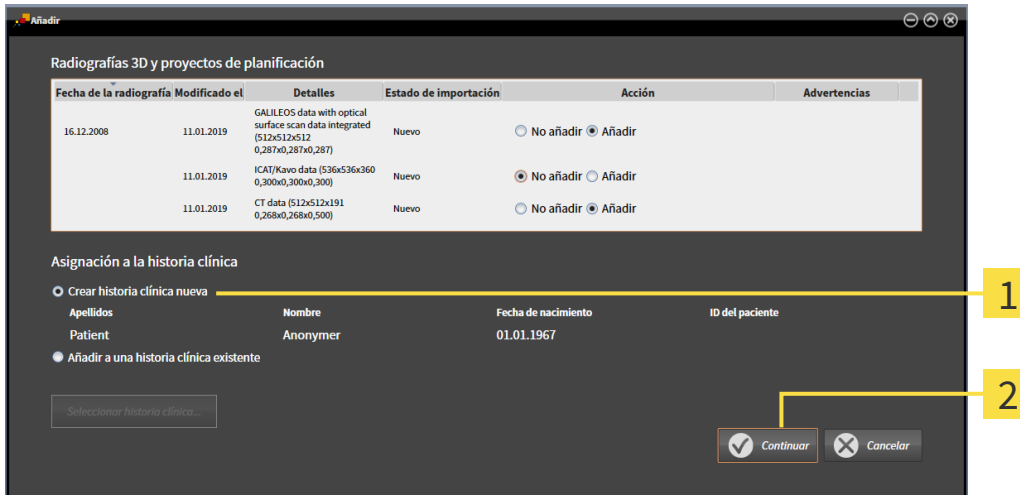 Añadir
Radiografías 3D y proyectos de planificación
Fecha de la radiografía Modificado el Detalles Estado de importación Acción Advertencias
GALILEOS data with optical
surface scan data integrated
(512x512x512
0,287x0,287x0,287)
16.12.2008 11.01.2019 Nuevo No añadir Añadir
ICAT/Kavo data (536x536x360
0,300x0,300x0,300)
11.01.2019 Nuevo No añadir Añadir
CT data (512x512x191
0,268x0,268x0,500)
11.01.2019 Nuevo No añadir Añadir
Asignación a la historia clínica
Crear historia clínica nueva
1
Apellidos Nombre Fecha de nacimiento ID del paciente
Patient Anonymer 01.01.1967
Añadir a una historia clínica existente
2
Seleccionar historia clínica...
Continuar Cancelar